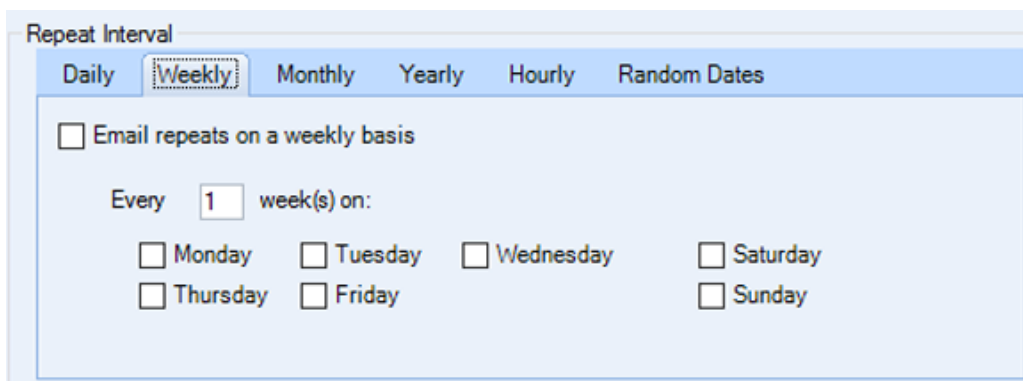 Repeat Interval
Daily Weekly Monthly Yearly Hourly Random Dates
Email repeats on a weekly basis
Every 1 week(s) on:
Monday Tuesday Wednesday Saturday
Thursday Friday Sunday